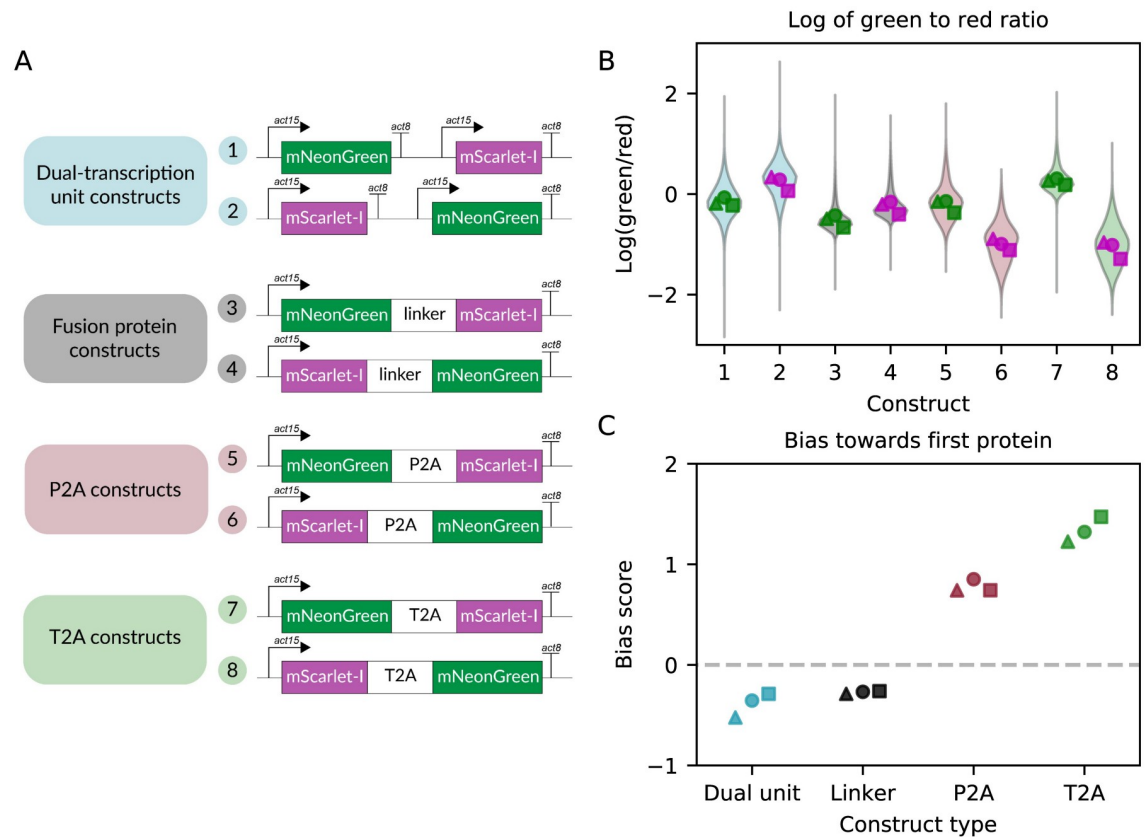 A
Dual-transcription
unit constructs
1
act15
act8
act15
act8
mNeonGreen
mScarlet-I
2
act15
act8
act15
act8
mScarlet-I
mNeonGreen
Fusion protein
constructs
3
act15
act8
mNeonGreen
linker
mScarlet-I
4
act15
act8
mScarlet-I
linker
mNeonGreen
P2A constructs
5
act15
act8
mNeonGreen
P2A
mScarlet-I
6
act15
act8
mScarlet-I
P2A
mNeonGreen
T2A constructs
7
act15
act8
mNeonGreen
T2A
mScarlet-I
8
act15
act8
mScarlet-I
T2A
mNeonGreen
B
Log of green to red ratio
Log(green/red)
2
0
−2
1 2 3 4 5 6 7 8
Construct
C
Bias towards first protein
Bias score
2
1
0
−1
Dual unit Linker P2A T2A
Construct type